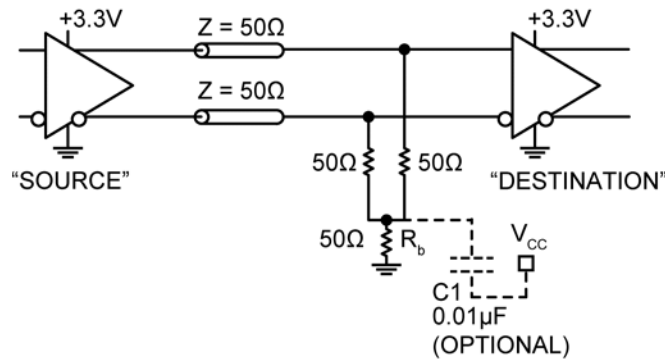 +3.3V
Z = 50Ω
+3.3V
Z = 50Ω
"SOURCE"
50Ω
50Ω
"DESTINATION"
50Ω
R_b
V_CC
C1
0.01µF
(OPTIONAL)